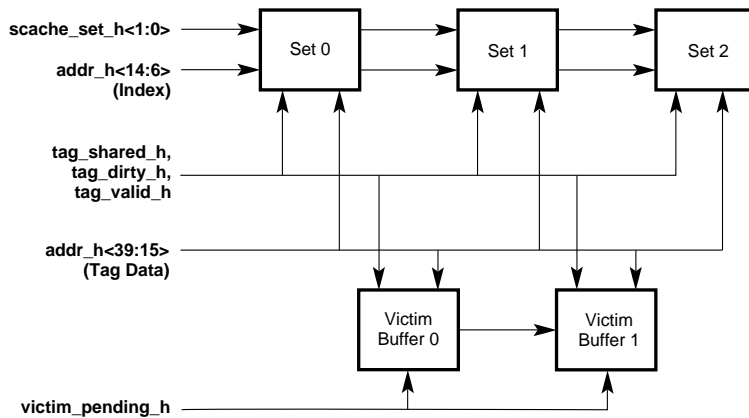 scache_set_h<1:0>
Set 0
Set 1
Set 2
addr_h<14:6>
(Index)
tag_shared_h,
tag_dirty_h,
tag_valid_h
addr_h<39:15>
(Tag Data)
Victim
Buffer 0
Victim
Buffer 1
victim_pending_h